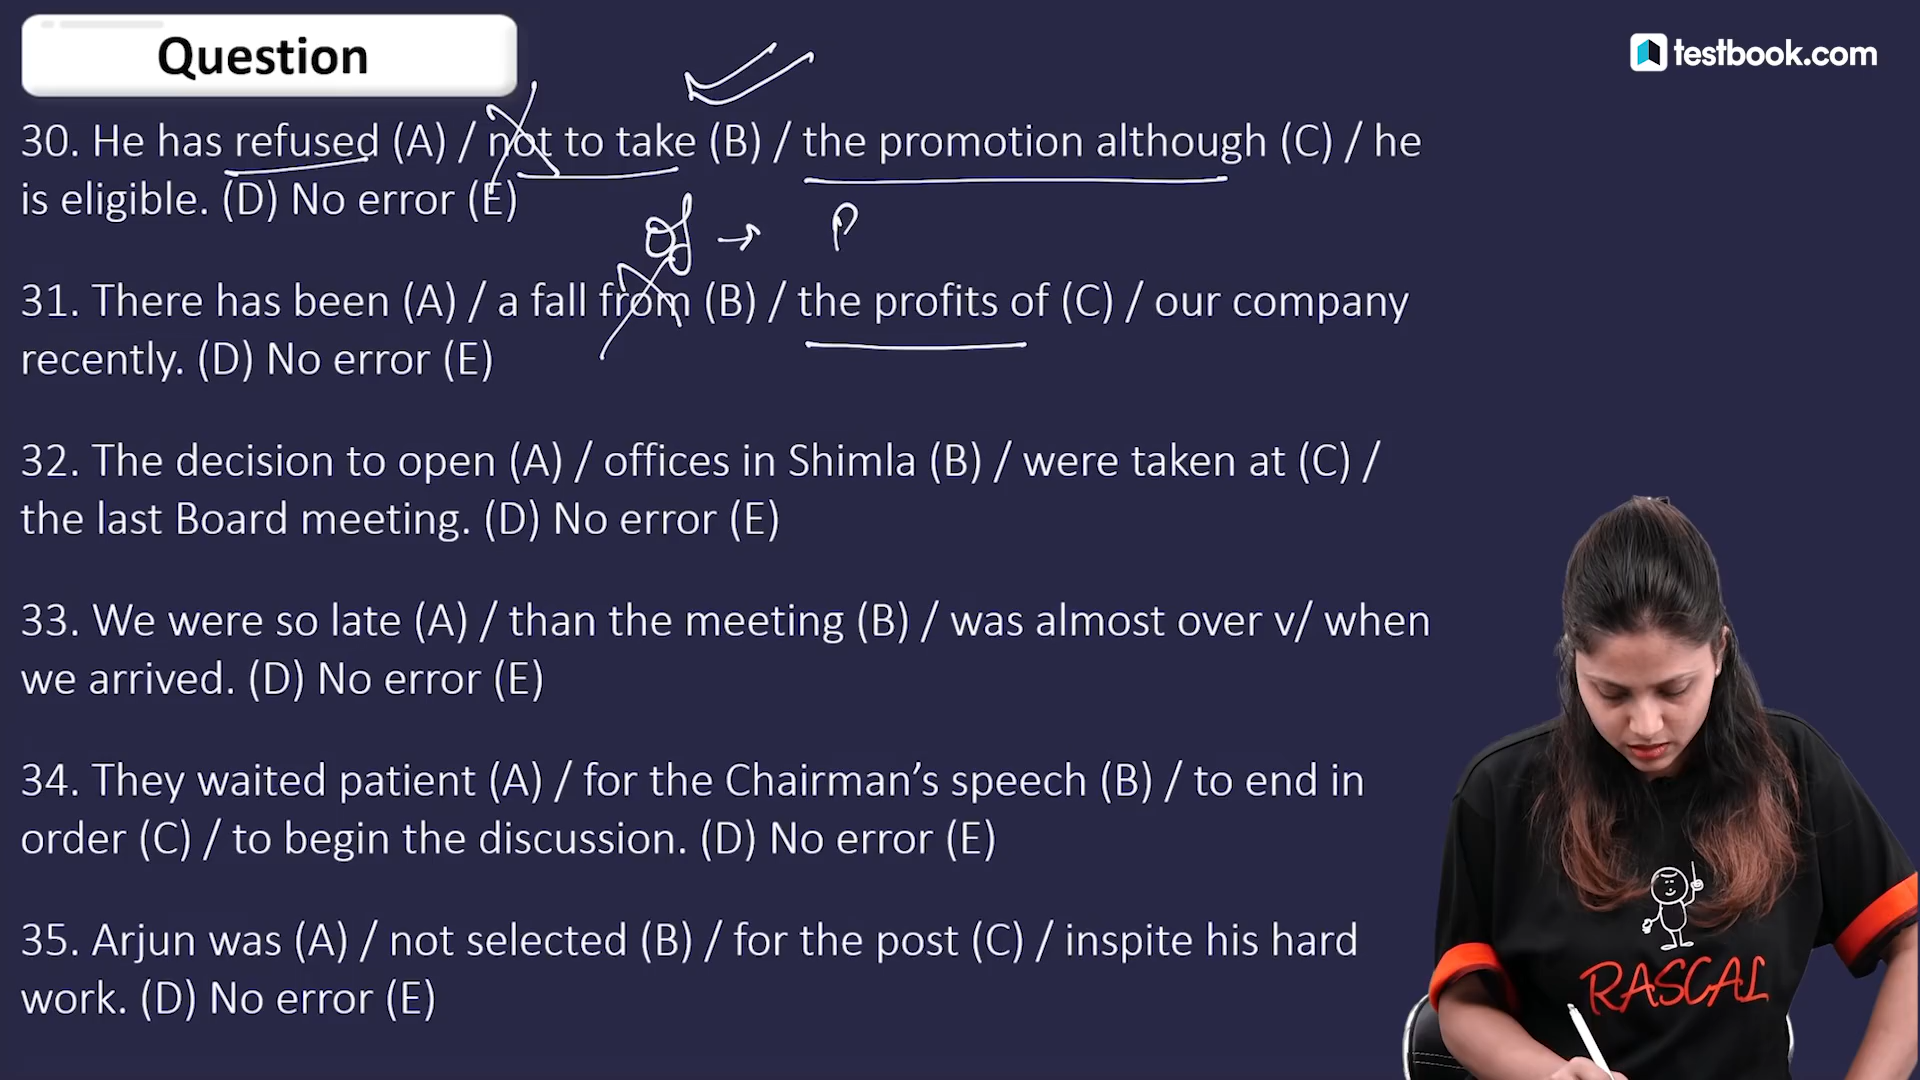 Question
testbook.com
30. He has refused (A) / not to take (B) / the promotion although (C) / he
is eligible. (D) No error (E)
of → P
31. There has been (A) / a fall from (B) / the profits of (C) / our company
recently. (D) No error (E)
32. The decision to open (A) / offices in Shimla (B) / were taken at (C) /
the last Board meeting. (D) No error (E)
33. We were so late (A) / than the meeting (B) / was almost over v/ when
we arrived. (D) No error (E)
34. They waited patient (A) / for the Chairman’s speech (B) / to end in
order (C) / to begin the discussion. (D) No error (E)
35. Arjun was (A) / not selected (B) / for the post (C) / inspite his hard
work. (D) No error (E)
RASCAL